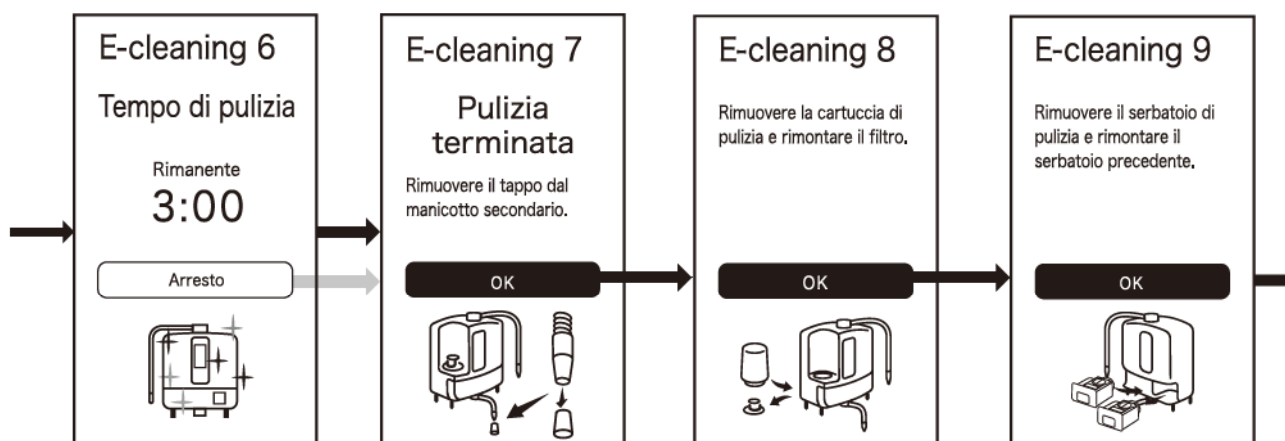 E-cleaning 6
Tempo di pulizia
Rimanente
3:00
Arresto
E-cleaning 7
Pulizia
terminata
Rimuovere il tappo dal
manicotto secondario.
OK
E-cleaning 8
Rimuovere la cartuccia di
pulizia e rimontare il filtro.
OK
E-cleaning 9
Rimuovere il serbatoio di
pulizia e rimontare il
serbatoio precedente.
OK